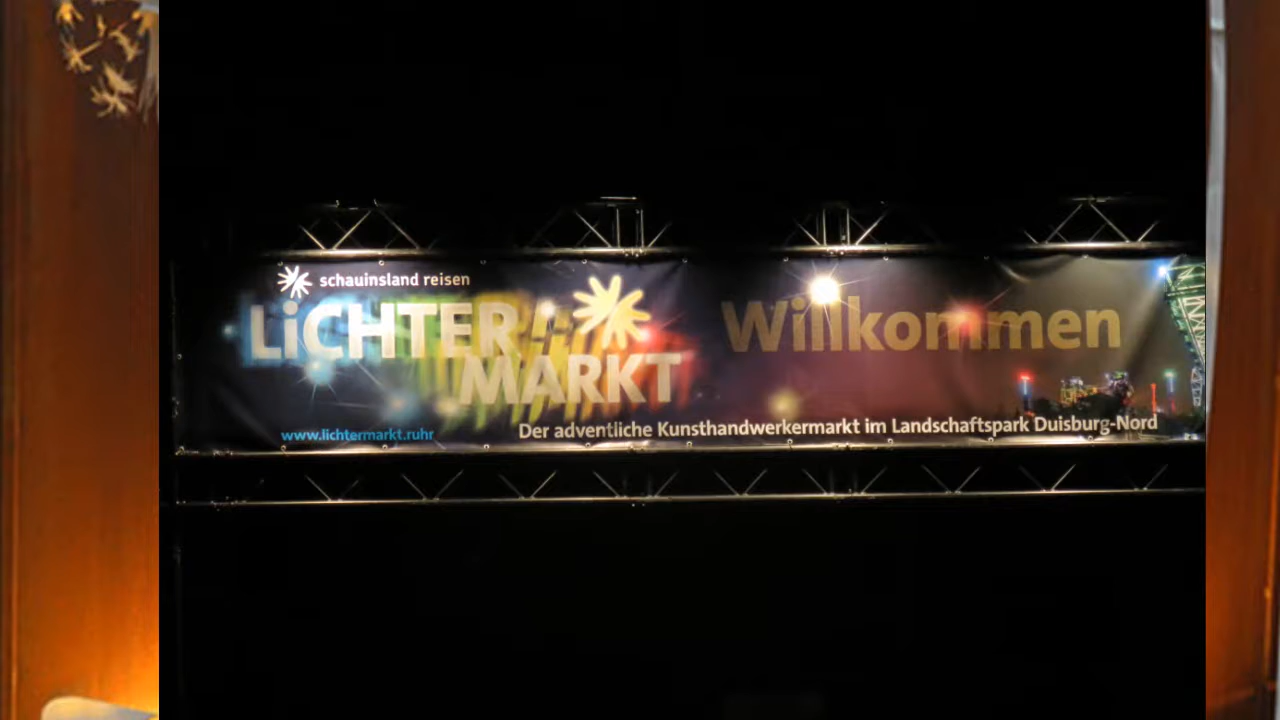 schauinsland reisen
LiCHTER
MARKT
Willkommen
www.lichtermarkt.ruhr
Der adventliche Kunsthandwerkermarkt im Landschaftspark Duisburg-Nord